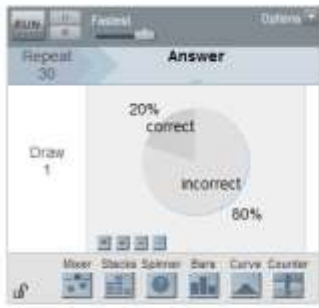 RUN
Fastest
Options
Repeat
30
Answer
20%
correct
Draw
1
incorrect
80%
Mixer Stacks Spinner Bars Curve Counter